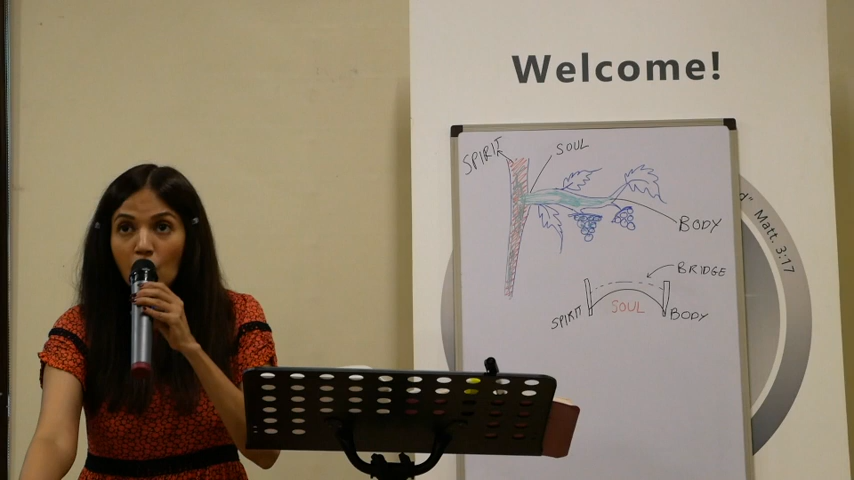 Welcome!
SPIRIT
SOUL
BODY
d" Matt. 3:17
BRIDGE
SPIRIT
SOUL
BODY